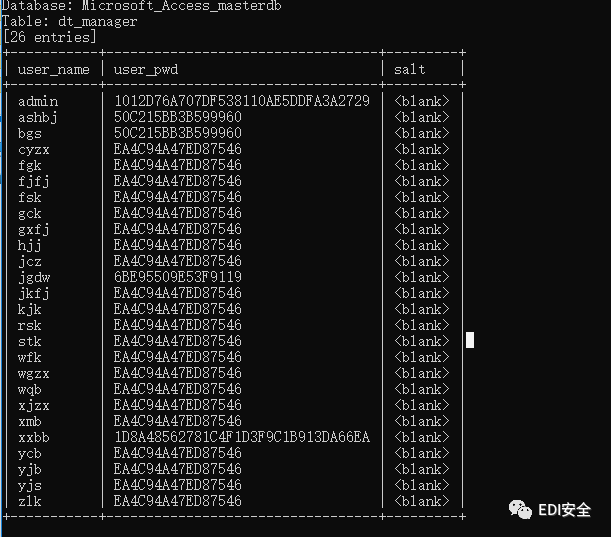 Database: Microsoft_Access_masterdb
Table: dt_manager
[26 entries]
+-----------+----------------------------------+---------+
| user_name | user_pwd | salt |
+-----------+----------------------------------+---------+
| admin | 1012D76A707DF538110AE5DDFA3A2729 | <blank> |
| ashbj | 50C215BB3B599960 | <blank> |
| bgs | 50C215BB3B599960 | <blank> |
| cyzx | EA4C94A47ED87546 | <blank> |
| fgk | EA4C94A47ED87546 | <blank> |
| fjfj | EA4C94A47ED87546 | <blank> |
| fsk | EA4C94A47ED87546 | <blank> |
| gck | EA4C94A47ED87546 | <blank> |
| gxfj | EA4C94A47ED87546 | <blank> |
| hjj | EA4C94A47ED87546 | <blank> |
| jcz | EA4C94A47ED87546 | <blank> |
| jgdw | 6BE95509E53F9119 | <blank> |
| jkfj | EA4C94A47ED87546 | <blank> |
| kjk | EA4C94A47ED87546 | <blank> |
| rsk | EA4C94A47ED87546 | <blank> |
| stk | EA4C94A47ED87546 | <blank> |
| wfk | EA4C94A47ED87546 | <blank> |
| wgzx | EA4C94A47ED87546 | <blank> |
| wqb | EA4C94A47ED87546 | <blank> |
| xjzx | EA4C94A47ED87546 | <blank> |
| xmb | EA4C94A47ED87546 | <blank> |
| xxbb | 1D8A48562781C4F1D3F9C1B913DA66EA | <blank> |
| ycb | EA4C94A47ED87546 | <blank> |
| yjb | EA4C94A47ED87546 | <blank> |
| yjs | EA4C94A47ED87546 | <blank> |
| zlk | EA4C94A47ED87546 | <blank> |
+-----------+----------------------------------+---------+
EDI安全